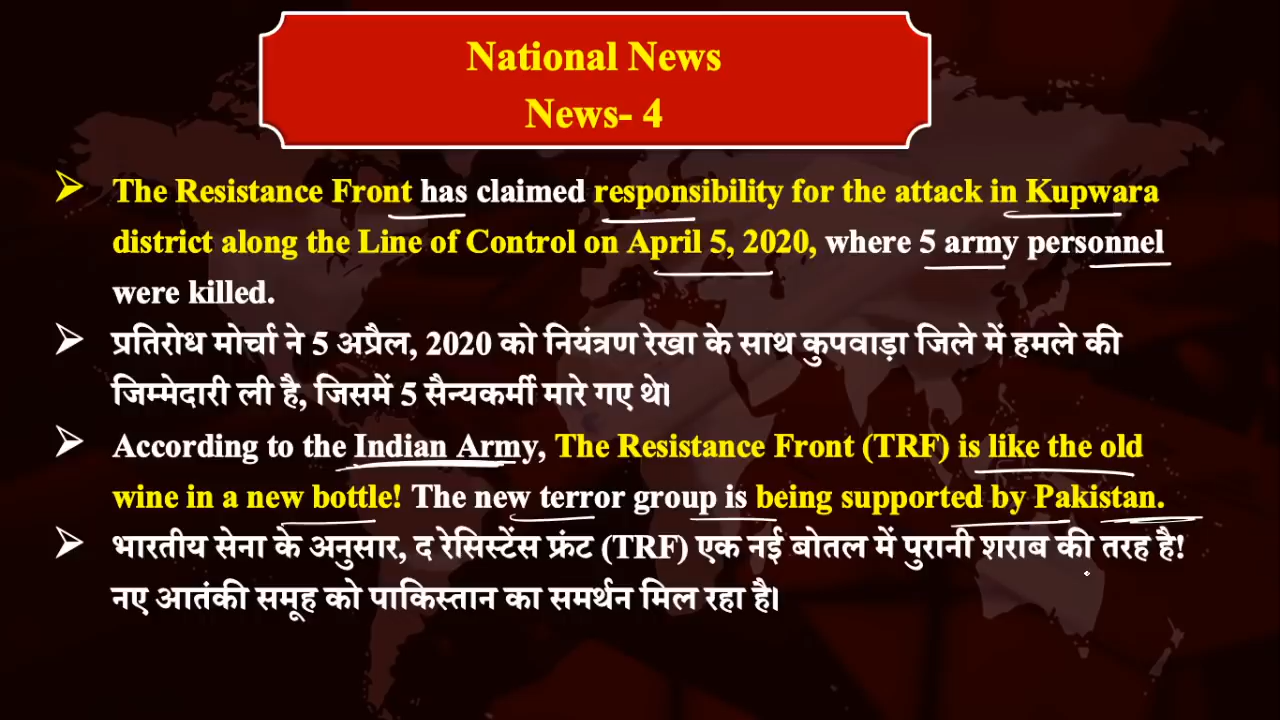 National News
News- 4
The Resistance Front has claimed responsibility for the attack in Kupwara
district along the Line of Control on April 5, 2020, where 5 army personnel
were killed.
प्रतिरोध मोर्चा ने 5 अप्रैल, 2020 को नियंत्रण रेखा के साथ कुपवाड़ा जिले में हमले की
जिम्मेदारी ली है, जिसमें 5 सैन्यकर्मी मारे गए थे।
According to the Indian Army, The Resistance Front (TRF) is like the old
wine in a new bottle! The new terror group is being supported by Pakistan.
भारतीय सेना के अनुसार, द रेसिस्टेंस फ्रंट (TRF) एक नई बोतल में पुरानी शराब की तरह है!
नए आतंकी समूह को पाकिस्तान का समर्थन मिल रहा है।